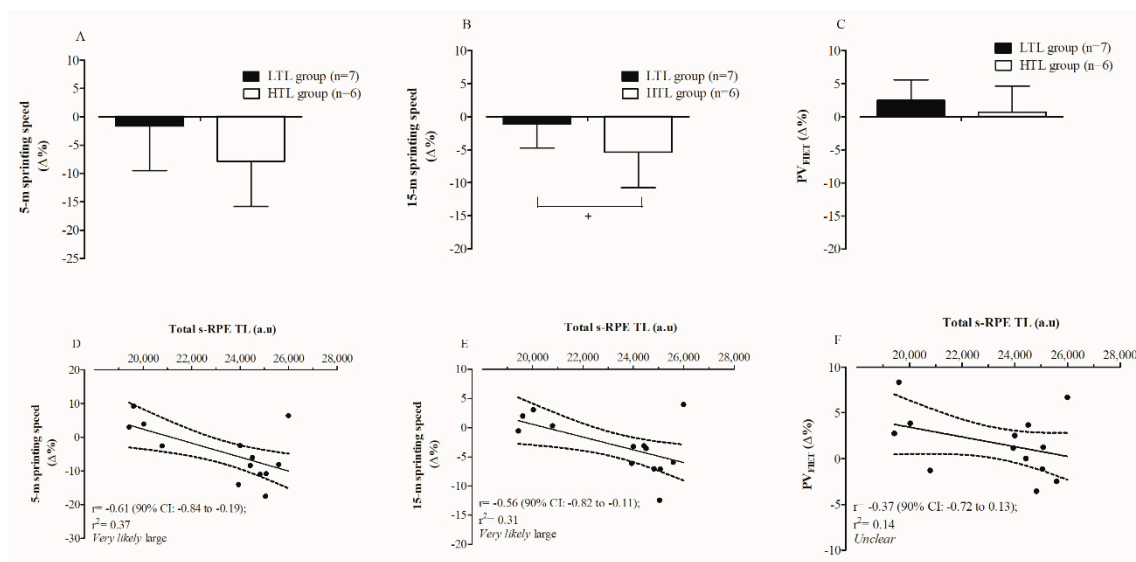 A
10
5
0
-5
-10
-15
-20
-25
5-m sprinting speed
(Δ %)
LTL group (n=7)
HTL group (n−6)
B
10
5
0
-5
-10
-15
-20
15-m sprinting speed
(Δ %)
LTL group (n=7)
HTL group (n−6)
+
C
10
5
0
-5
-10
-15
-20
PVFIET (Δ%)
LTL group (n=7)
HTL group (n−6)
Total s-RPE TL (a.u)
D
20,000 22,000 24,000 26,000 28,000
20
10
0
-10
-20
-30
5-m sprinting speed
(Δ%)
r= -0.61 (90% CI: -0.84 to -0.19);
r²= 0.37
Very likely large
Total s-RPE TL (a.u)
E
20,000 22,000 24,000 26,000 28,000
10
5
0
-5
-10
-15
-20
15-m sprinting speed
(Δ%)
r= -0.56 (90% CI: -0.82 to -0.11);
r²− 0.31
Very likely large
Total s-RPE TL (a.u)
F
20,000 22,000 24,000 26,000 28,000
10
5
0
-5
-10
PVFIET (Δ%)
r− -0.37 (90% CI: -0.72 to 0.13);
r²= 0.14
Unclear